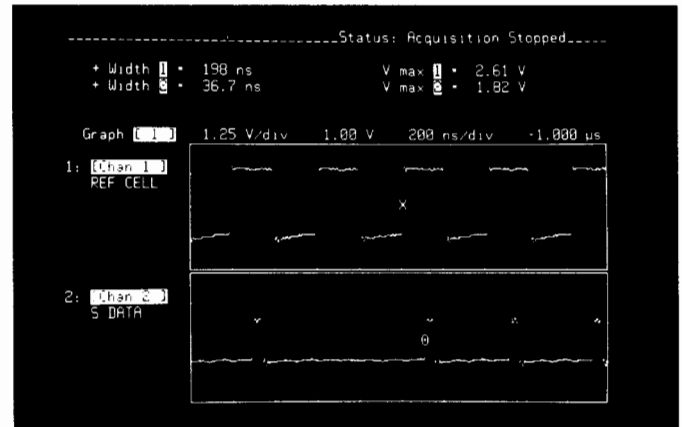 Status: Acquisition Stopped
+ Width 1 = 198 ns V max 1 = 2.61 V
+ Width 2 = 36.7 ns V max 2 = 1.82 V
Graph [ 1 ] 1.25 V/div 1.00 V 200 ns/div -1.000 µs
1: [Chan 1 ]
REF CELL
X
2: [Chan 2 ]
S DATA
O